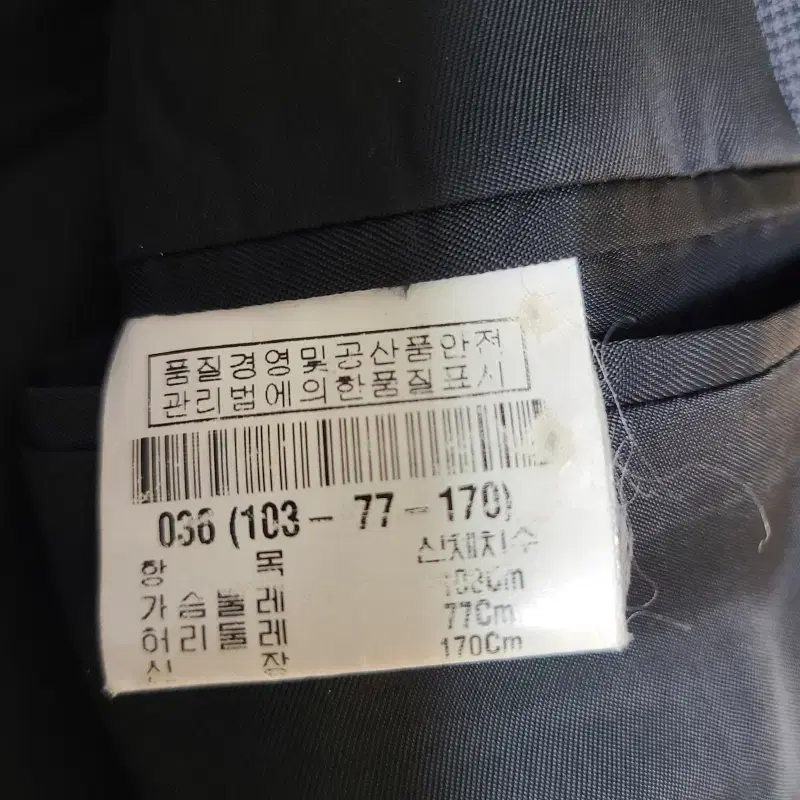 품질경영및공산품안전
관리법에의한품질표시
036 (103 - 77 - 170)
항 목 신체치수
가슴둘레 103Cm
허리둘레 77Cm
신 장 170Cm